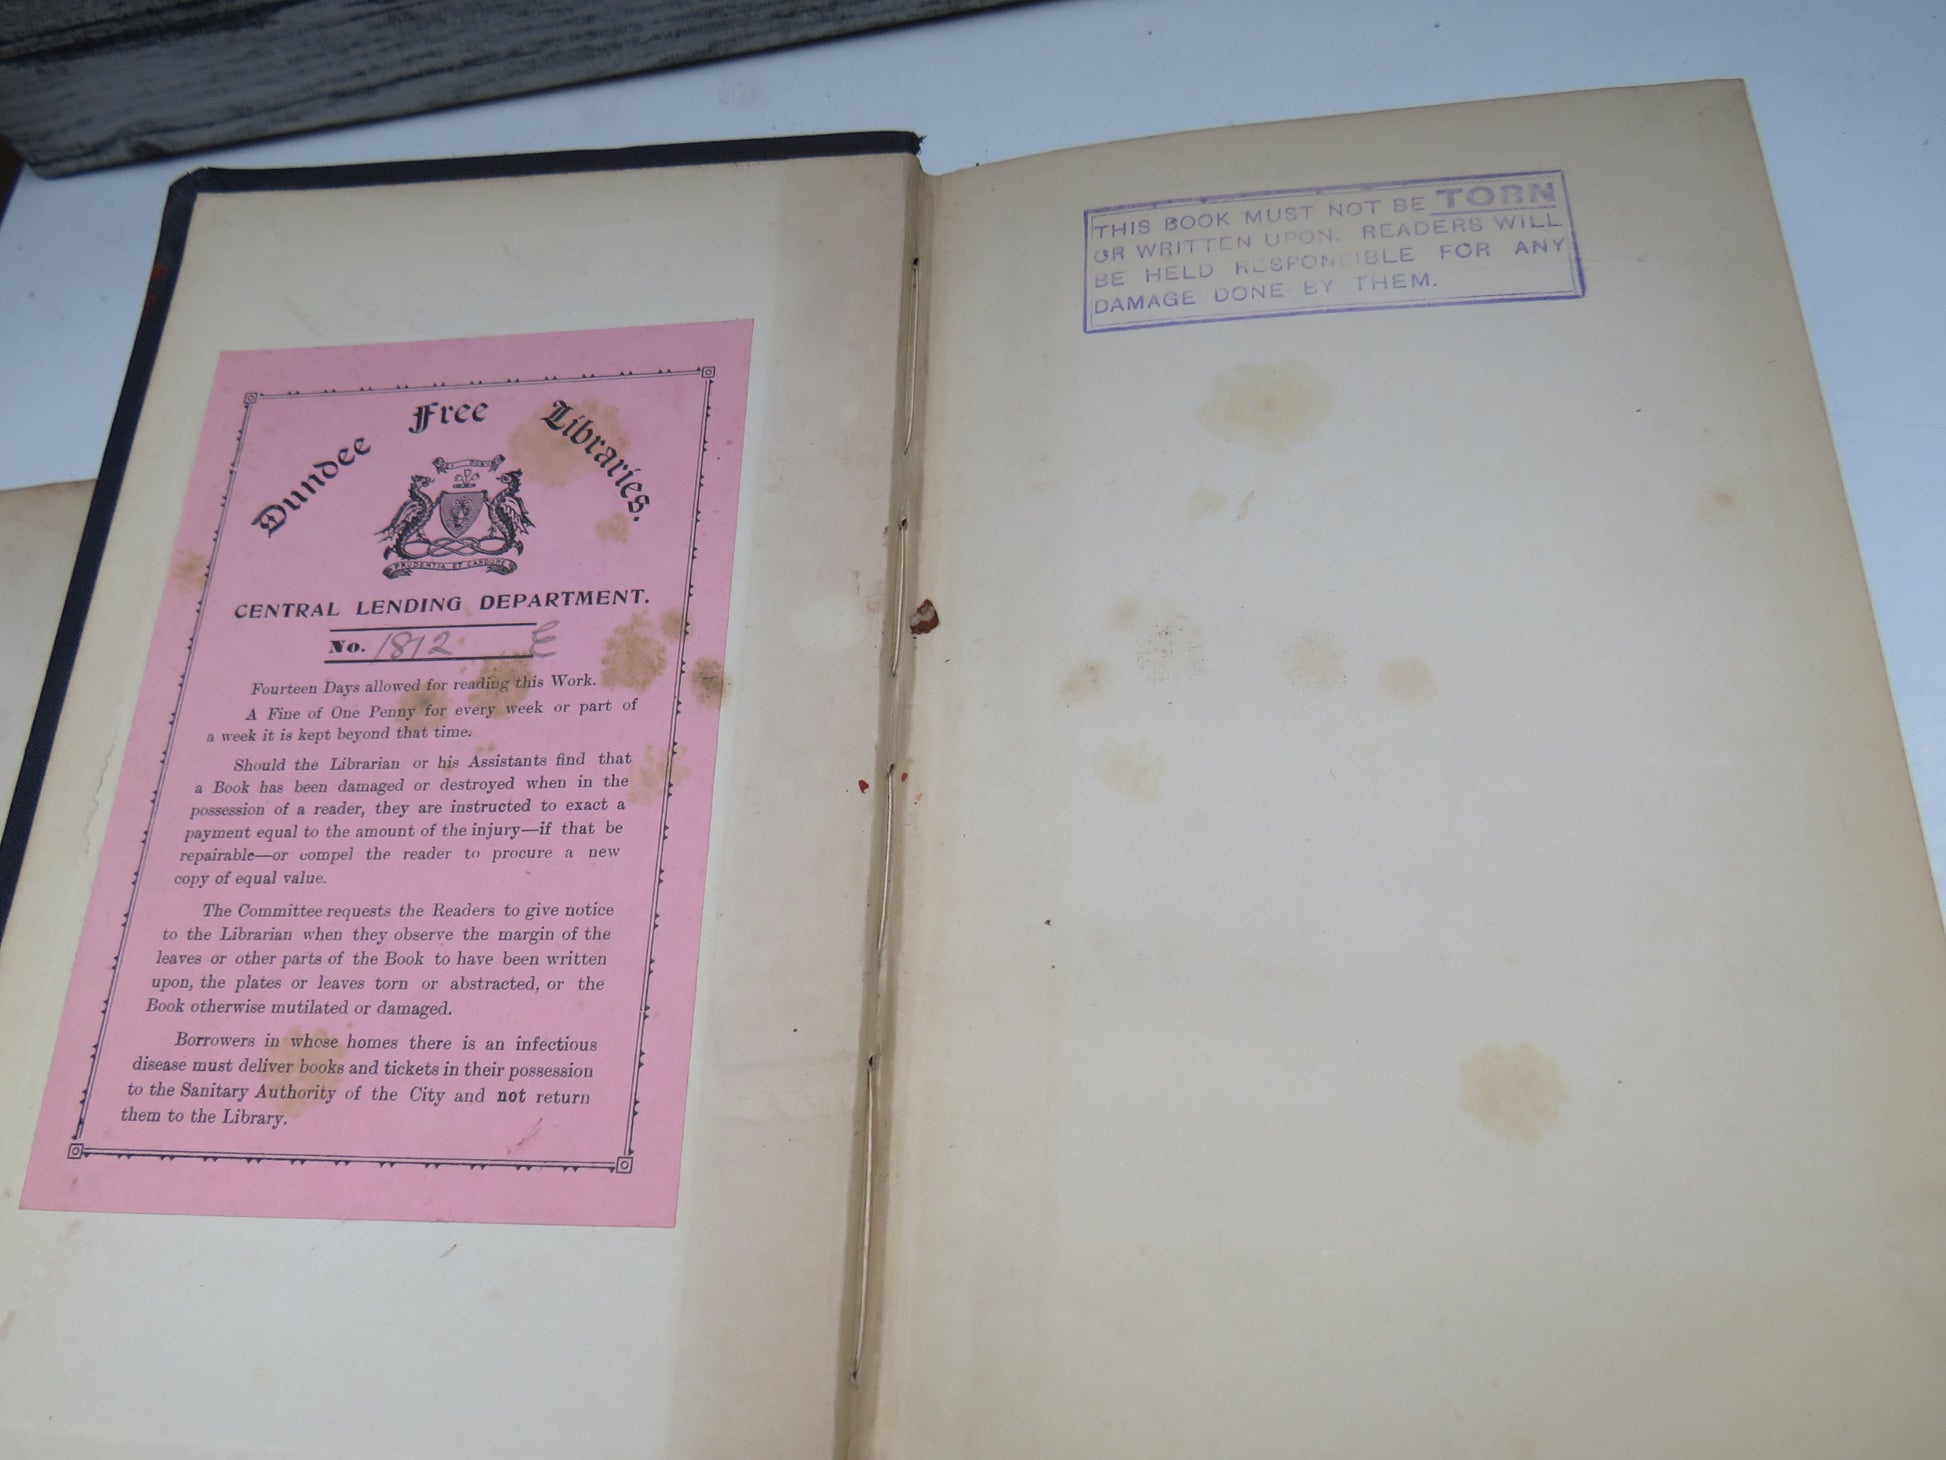 Dundee Free Libraries.
PRUDENTIA ET CANDORE
CENTRAL LENDING DEPARTMENT.
No. 1812 E
Fourteen Days allowed for reading this Work.
A Fine of One Penny for every week or part of
a week it is kept beyond that time.
Should the Librarian or his Assistants find that
a Book has been damaged or destroyed when in the
possession of a reader, they are instructed to exact a
payment equal to the amount of the injury—if that be
repairable—or compel the reader to procure a new
copy of equal value.
The Committee requests the Readers to give notice
to the Librarian when they observe the margin of the
leaves or other parts of the Book to have been written
upon, the plates or leaves torn or abstracted, or the
Book otherwise mutilated or damaged.
Borrowers in whose homes there is an infectious
disease must deliver books and tickets in their possession
to the Sanitary Authority of the City and not return
them to the Library.
THIS BOOK MUST NOT BE TORN
OR WRITTEN UPON. READERS WILL
BE HELD RESPONSIBLE FOR ANY
DAMAGE DONE BY THEM.